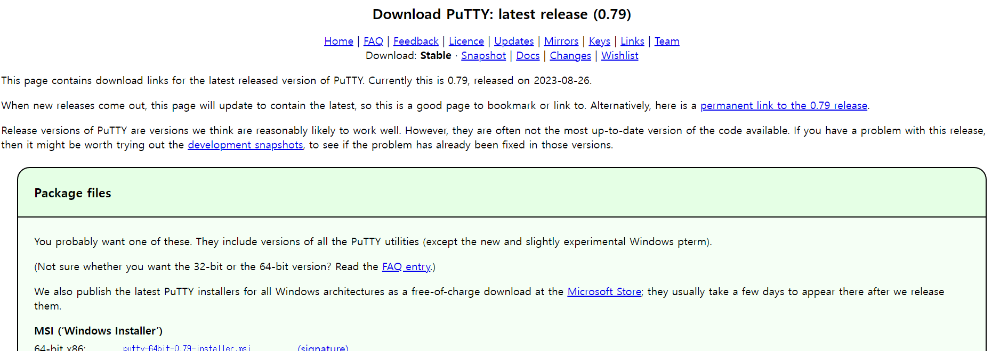 Download PuTTY: latest release (0.79)
Home | FAQ | Feedback | Licence | Updates | Mirrors | Keys | Links | Team
Download: Stable · Snapshot | Docs | Changes | Wishlist
This page contains download links for the latest released version of PuTTY. Currently this is 0.79, released on 2023-08-26.
When new releases come out, this page will update to contain the latest, so this is a good page to bookmark or link to. Alternatively, here is a permanent link to the 0.79 release.
Release versions of PuTTY are versions we think are reasonably likely to work well. However, they are often not the most up-to-date version of the code available. If you have a problem with this release,
then it might be worth trying out the development snapshots, to see if the problem has already been fixed in those versions.
Package files
You probably want one of these. They include versions of all the PuTTY utilities (except the new and slightly experimental Windows pterm).
(Not sure whether you want the 32-bit or the 64-bit version? Read the FAQ entry.)
We also publish the latest PuTTY installers for all Windows architectures as a free-of-charge download at the Microsoft Store; they usually take a few days to appear there after we release
them.
MSI (‘Windows Installer’)
64-bit x86: putty-64bit-0.79-installer.msi (signature)